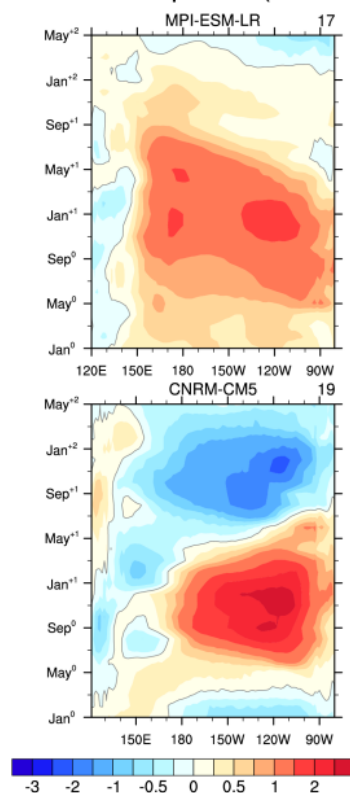 MPI-ESM-LR 17
May+2
Jan+2
Sep+1
May+1
Jan+1
Sep0
May0
Jan0
120E 150E 180 150W 120W 90W
CNRM-CM5 19
May+2
Jan+2
Sep+1
May+1
Jan+1
Sep0
May0
Jan0
150E 180 150W 120W 90W
-3 -2 -1 -0.5 0 0.5 1 2